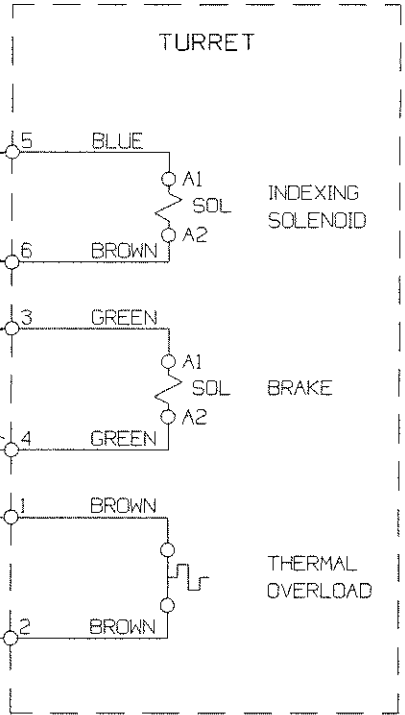 TURRET
5 BLUE
A1
SOL
A2
INDEXING
SOLENOID
6 BROWN
3 GREEN
A1
SOL
A2
BRAKE
4 GREEN
1 BROWN
THERMAL
OVERLOAD
2 BROWN